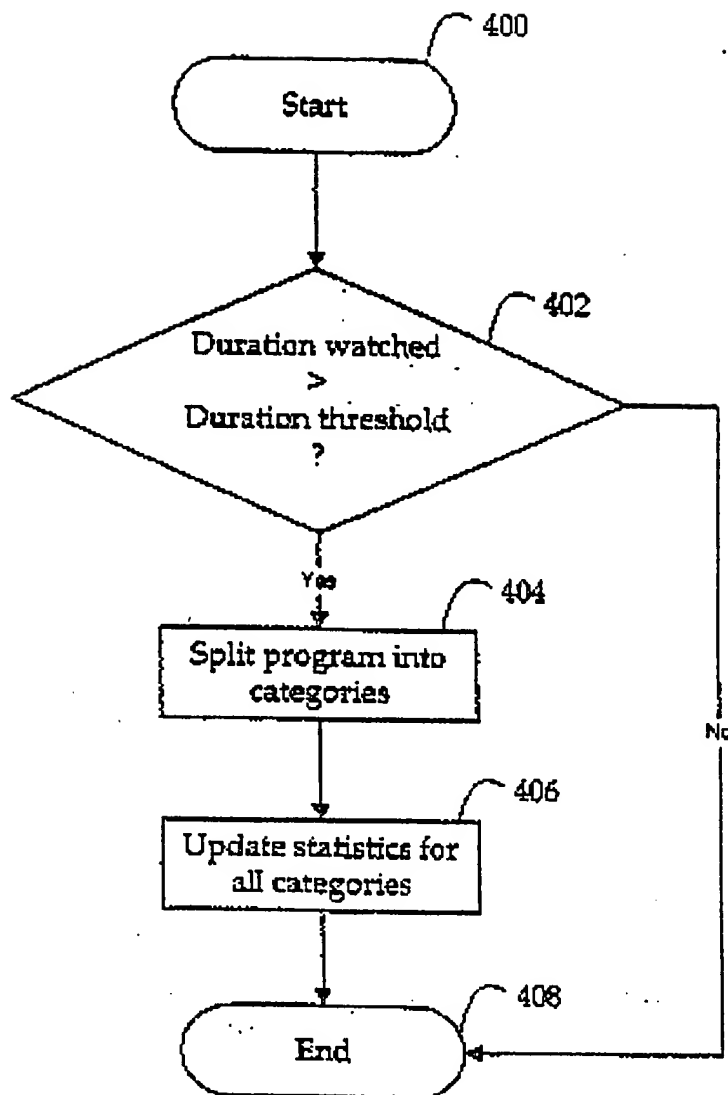 400
Start
402
Duration watched
>
Duration threshold
?
Yes
404
Split program into
categories
No
406
Update statistics for
all categories
408
End